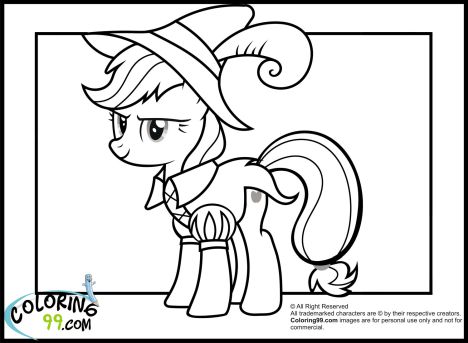 COLORING
99.COM
© All Right Reserved
All trademarked characters are © by their respective creators.
Coloring99.com images are for personal use only and not for
commercial.